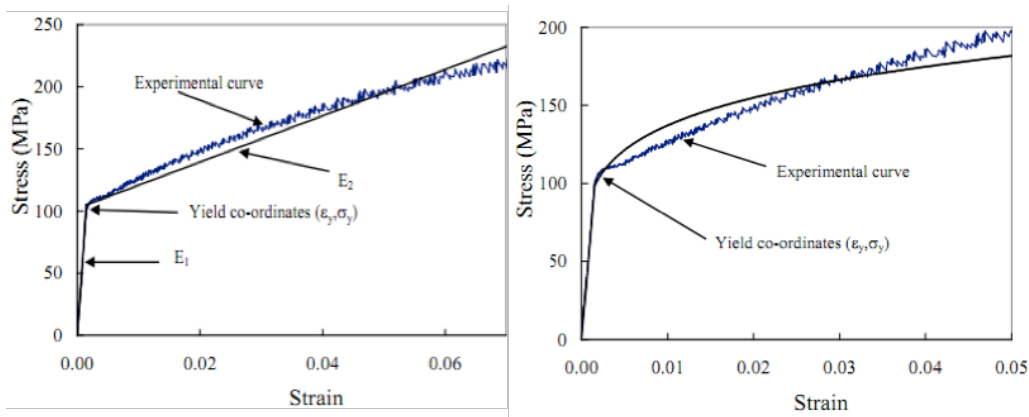 250
200
150
100
50
0
Stress (MPa)
Experimental curve
E2
Yield co-ordinates (εy,σy)
E1
0.00
0.02
0.04
0.06
Strain
200
150
100
50
0
Stress (MPa)
Experimental curve
Yield co-ordinates (εy,σy)
0.00
0.01
0.02
0.03
0.04
0.05
Strain